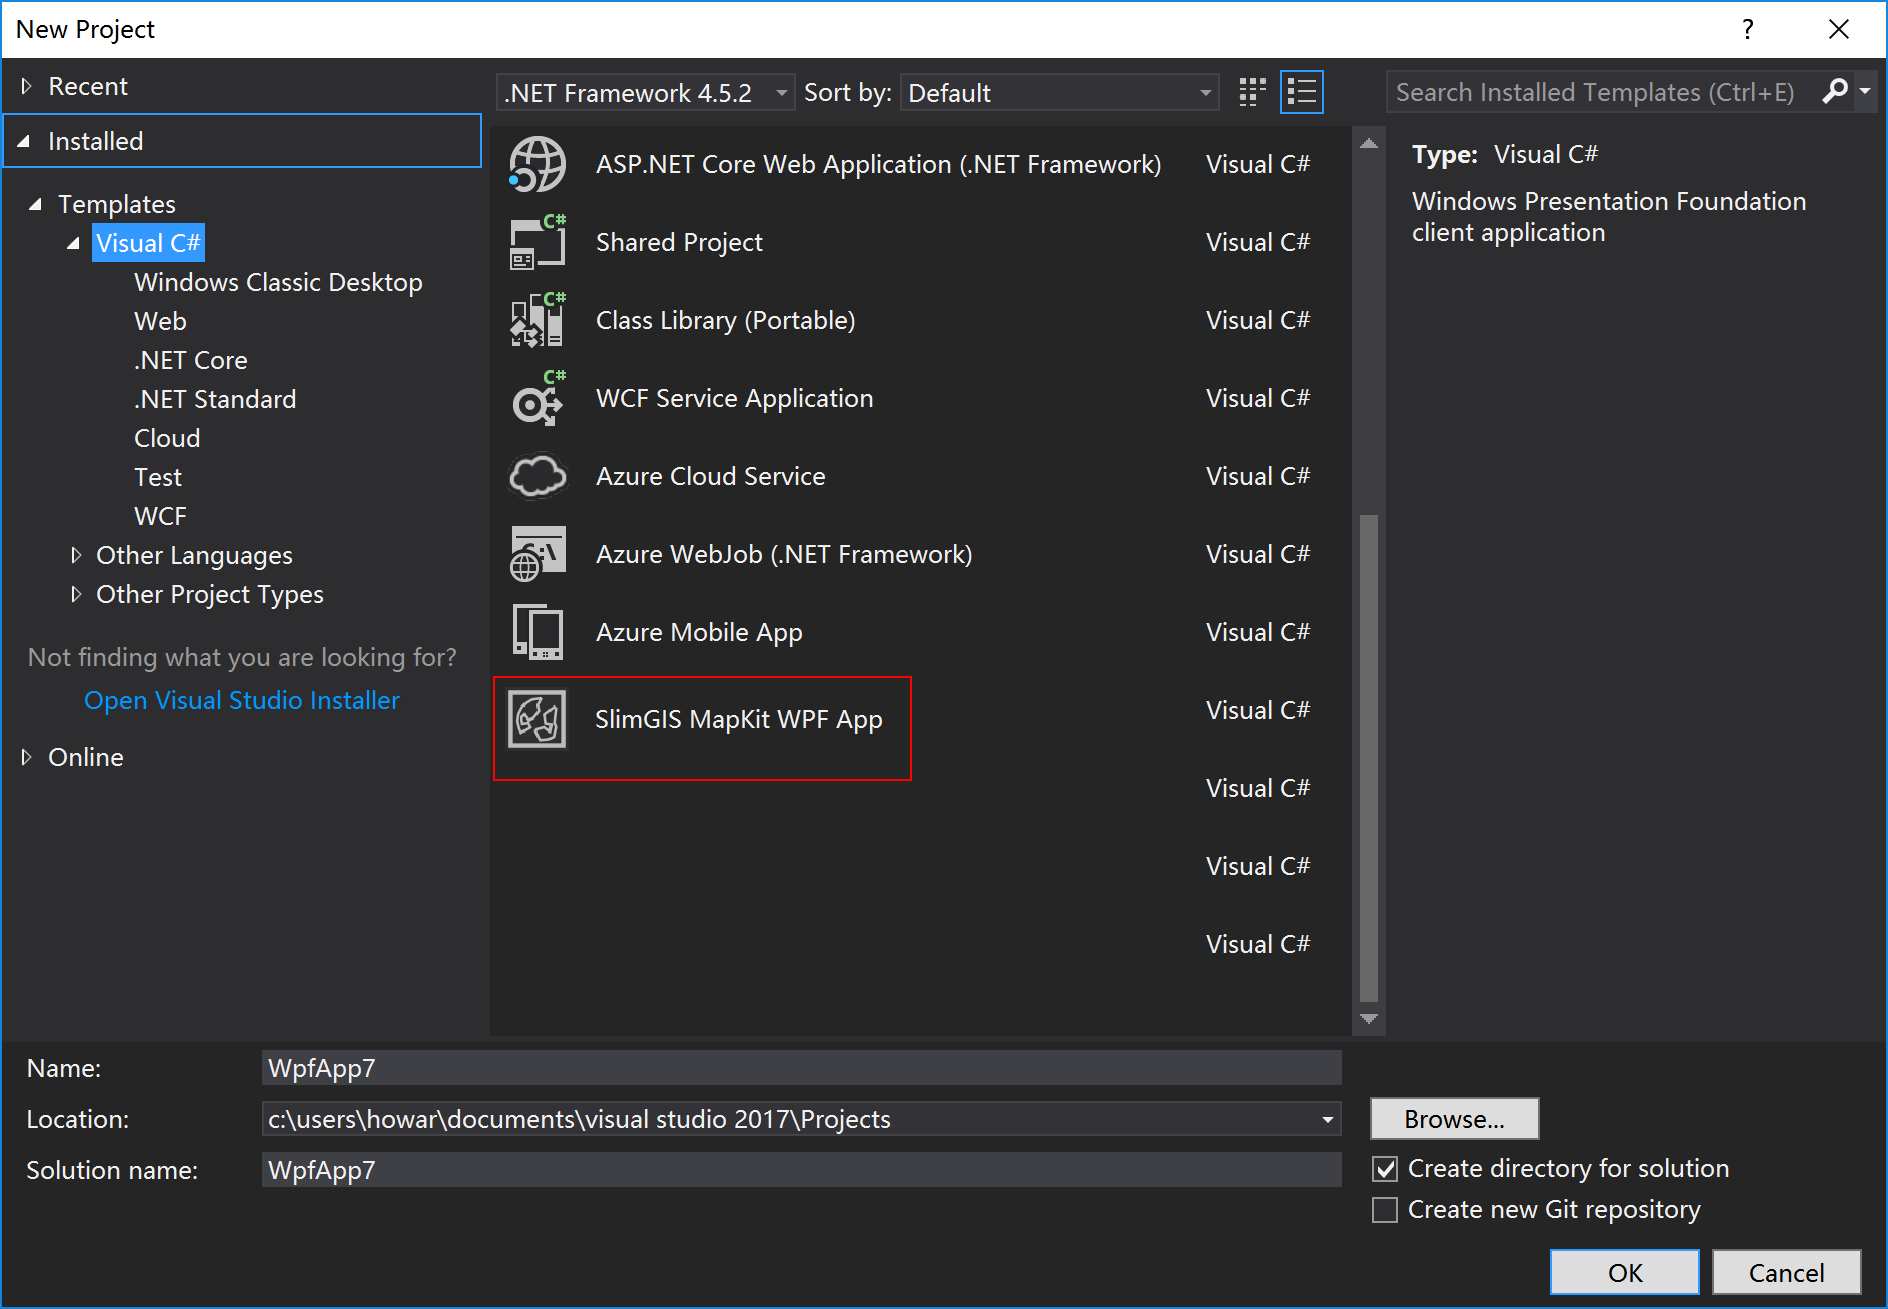 New Project
?
Recent
Installed
Templates
Visual C#
Windows Classic Desktop
Web
.NET Core
.NET Standard
Cloud
Test
WCF
Other Languages
Other Project Types
Not finding what you are looking for?
Open Visual Studio Installer
Online
.NET Framework 4.5.2 Sort by: Default
ASP.NET Core Web Application (.NET Framework) Visual C#
C# Shared Project Visual C#
C# Class Library (Portable) Visual C#
C# WCF Service Application Visual C#
Azure Cloud Service Visual C#
Azure WebJob (.NET Framework) Visual C#
Azure Mobile App Visual C#
SlimGIS MapKit WPF App Visual C#
Visual C#
Visual C#
Visual C#
Search Installed Templates (Ctrl+E)
Type: Visual C#
Windows Presentation Foundation
client application
Name: WpfApp7
Location: c:\users\howar\documents\visual studio 2017\Projects
Browse...
Solution name: WpfApp7
Create directory for solution
Create new Git repository
OK
Cancel